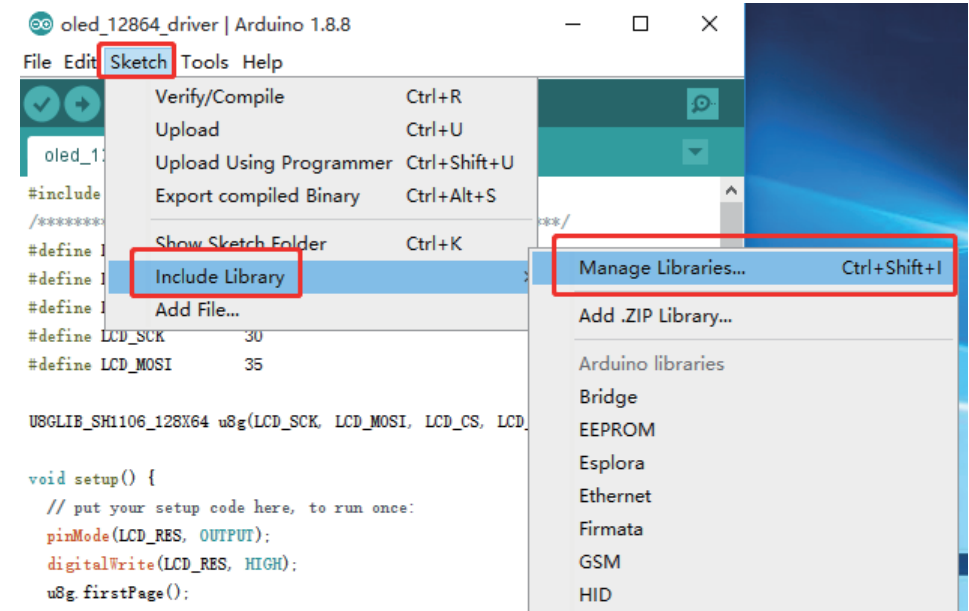 oled_12864_driver | Arduino 1.8.8
File Edit Sketch Tools Help
Verify/Compile Ctrl+R
Upload Ctrl+U
Upload Using Programmer Ctrl+Shift+U
Export compiled Binary Ctrl+Alt+S
Show Sketch Folder Ctrl+K
Include Library
Add File...
Manage Libraries... Ctrl+Shift+I
Add .ZIP Library...
Arduino libraries
Bridge
EEPROM
Esplora
Ethernet
Firmata
GSM
HID
oled_12
#include
/******** ***/
#define
#define
#define
#define LCD_SCK 30
#define LCD_MOSI 35
U8GLIB_SH1106_128X64 u8g(LCD_SCK, LCD_MOSI, LCD_CS, LCD_
void setup() {
// put your setup code here, to run once:
pinMode(LCD_RES, OUTPUT);
digitalWrite(LCD_RES, HIGH);
u8g.firstPage();